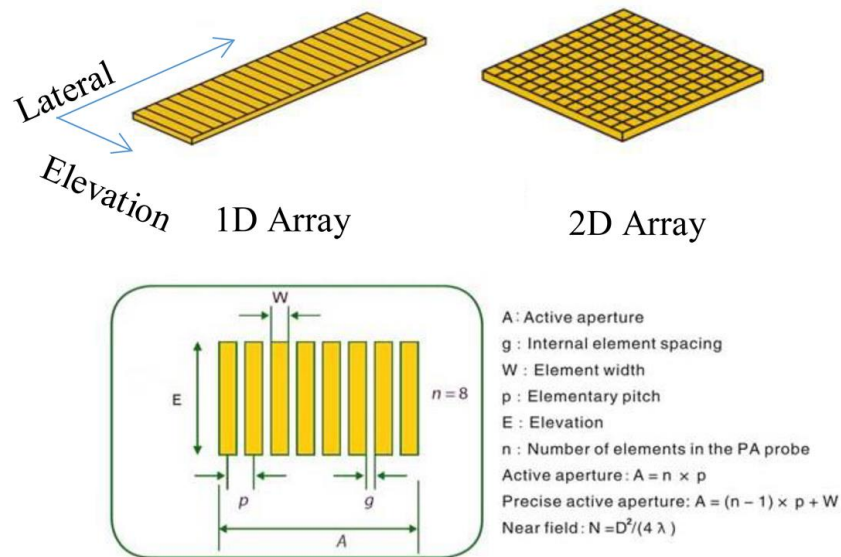 Lateral
Elevation
1D Array
2D Array
W
E
n=8
p
g
A
A: Active aperture
g : Internal element spacing
W : Element width
p : Elementary pitch
E : Elevation
n : Number of elements in the PA probe
Active aperture: A = n × p
Precise active aperture: A = (n − 1) × p + W
Near field: N =D²/(4 λ )